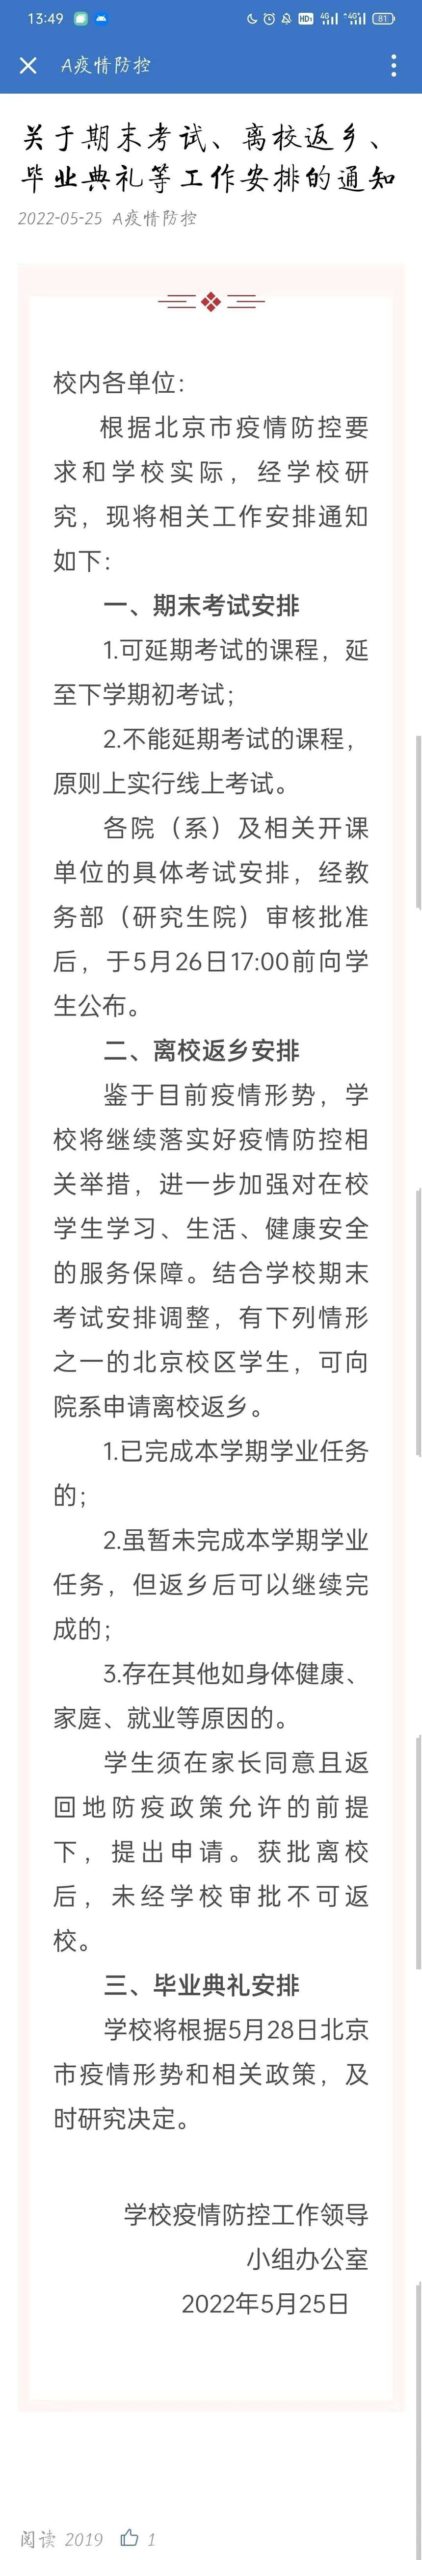 13:49
HD 4G 4G 81
A疫情防控
关于期末考试、离校返乡、
毕业典礼等工作安排的通知
2022-05-25 A疫情防控
校内各单位：
根据北京市疫情防控要
求和学校实际，经学校研
究，现将相关工作安排通知
如下：
一、期末考试安排
1.可延期考试的课程，延
至下学期初考试；
2.不能延期考试的课程，
原则上实行线上考试。
各院（系）及相关开课
单位的具体考试安排，经教
务部（研究生院）审核批准
后，于5月26日17:00前向学
生公布。
二、离校返乡安排
鉴于目前疫情形势，学
校将继续落实好疫情防控相
关举措，进一步加强对在校
学生学习、生活、健康安全
的服务保障。结合学校期末
考试安排调整，有下列情形
之一的北京校区学生，可向
院系申请离校返乡。
1.已完成本学期学业任务
的；
2.虽暂未完成本学期学业
任务，但返乡后可以继续完
成的；
3.存在其他如身体健康、
家庭、就业等原因的。
学生须在家长同意且返
回地防疫政策允许的前提
下，提出申请。获批离校
后，未经学校审批不可返
校。
三、毕业典礼安排
学校将根据5月28日北京
市疫情形势和相关政策，及
时研究决定。
学校疫情防控工作领导
小组办公室
2022年5月25日
阅读 2019 1